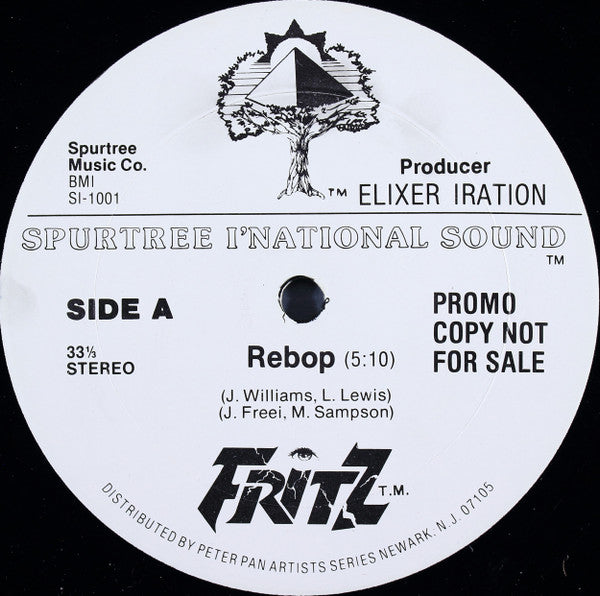 Spurtree
Music Co.
BMI
SI-1001
TM
Producer
ELIXER IRATION
SPURTREE I'NATIONAL SOUND
TM
SIDE A
33⅓
STEREO
Rebop (5:10)
PROMO
COPY NOT
FOR SALE
(J. Williams, L. Lewis)
(J. Freei, M. Sampson)
FRITZ T.M.
DISTRIBUTED BY PETER PAN ARTISTS SERIES NEWARK, N.J. 07105